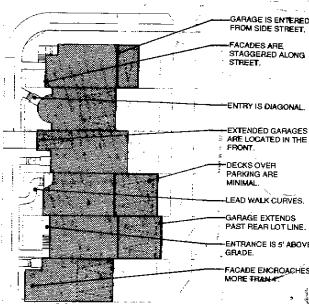 GARAGE IS ENTERED
FROM SIDE STREET.
FACADES ARE
STAGGERED ALONG
STREET.
ENTRY IS DIAGONAL.
EXTENDED GARAGES
ARE LOCATED IN THE
FRONT.
DECKS OVER
PARKING ARE
MINIMAL.
LEAD WALK CURVES.
GARAGE EXTENDS
PAST REAR LOT LINE.
ENTRANCE IS 5' ABOVE
GRADE.
FACADE ENCROACHES
MORE THAN